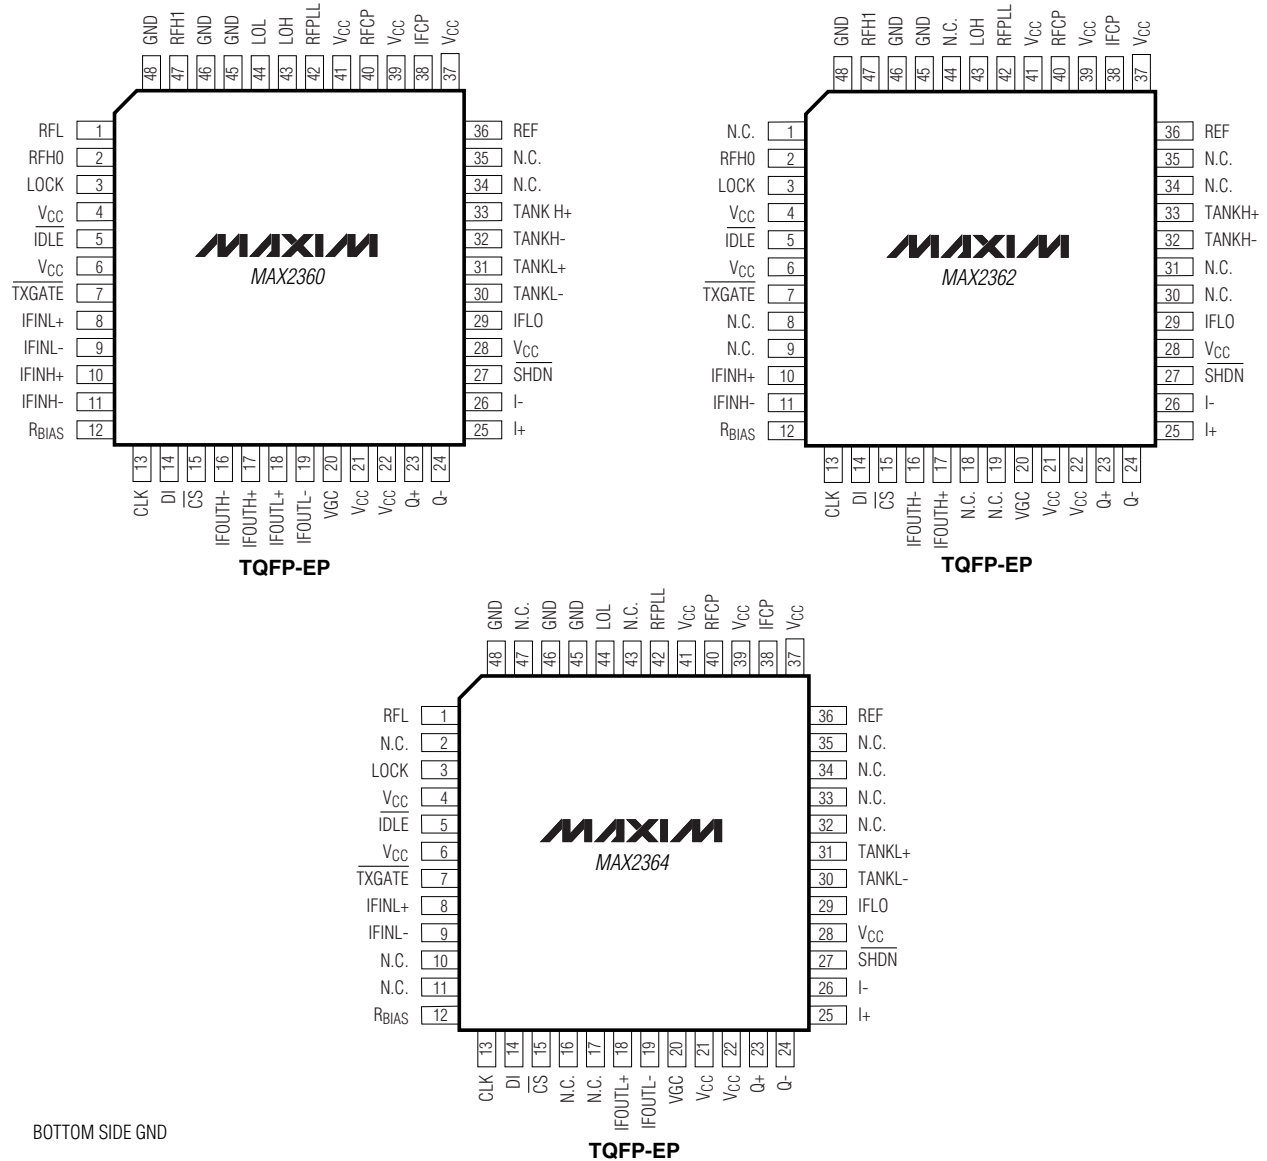 GND RFH1 GND GND LOL LOH RFPLL VCC RFCP VCC IFCP VCC
48 47 46 45 44 43 42 41 40 39 38 37
RFL 1 36 REF
RFH0 2 35 N.C.
LOCK 3 34 N.C.
VCC 4 33 TANK H+
IDLE 5 32 TANKH-
VCC 6 31 TANKL+
TXGATE 7 30 TANKL-
IFINL+ 8 29 IFLO
IFINL- 9 28 VCC
IFINH+ 10 27 SHDN
IFINH- 11 26 I-
RBIAS 12 25 I+
MAXIM
MAX2360
13 14 15 16 17 18 19 20 21 22 23 24
CLK DI CS IFOUTH- IFOUTH+ IFOUTL+ IFOUTL- VGC VCC VCC Q+ Q-
TQFP-EP
GND RFH1 GND GND N.C. LOH RFPLL VCC RFCP VCC IFCP VCC
48 47 46 45 44 43 42 41 40 39 38 37
N.C. 1 36 REF
RFH0 2 35 N.C.
LOCK 3 34 N.C.
VCC 4 33 TANKH+
IDLE 5 32 TANKH-
VCC 6 31 N.C.
TXGATE 7 30 N.C.
N.C. 8 29 IFLO
N.C. 9 28 VCC
IFINH+ 10 27 SHDN
IFINH- 11 26 I-
RBIAS 12 25 I+
MAXIM
MAX2362
13 14 15 16 17 18 19 20 21 22 23 24
CLK DI CS IFOUTH- IFOUTH+ N.C. N.C. VGC VCC VCC Q+ Q-
TQFP-EP
GND N.C. GND GND LOL N.C. RFPLL VCC RFCP VCC IFCP VCC
48 47 46 45 44 43 42 41 40 39 38 37
RFL 1 36 REF
N.C. 2 35 N.C.
LOCK 3 34 N.C.
VCC 4 33 N.C.
IDLE 5 32 N.C.
VCC 6 31 TANKL+
TXGATE 7 30 TANKL-
IFINL+ 8 29 IFLO
IFINL- 9 28 VCC
N.C. 10 27 SHDN
N.C. 11 26 I-
RBIAS 12 25 I+
MAXIM
MAX2364
13 14 15 16 17 18 19 20 21 22 23 24
CLK DI CS N.C. N.C. IFOUTL+ IFOUTL- VGC VCC VCC Q+ Q-
BOTTOM SIDE GND
TQFP-EP